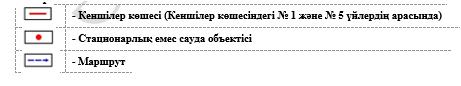 - Кеншілер көшесі (Кеншілер көшесіндегі № 1 және № 5 үйлердің арасында)
- Стационарлық емес сауда объектісі
- Маршрут